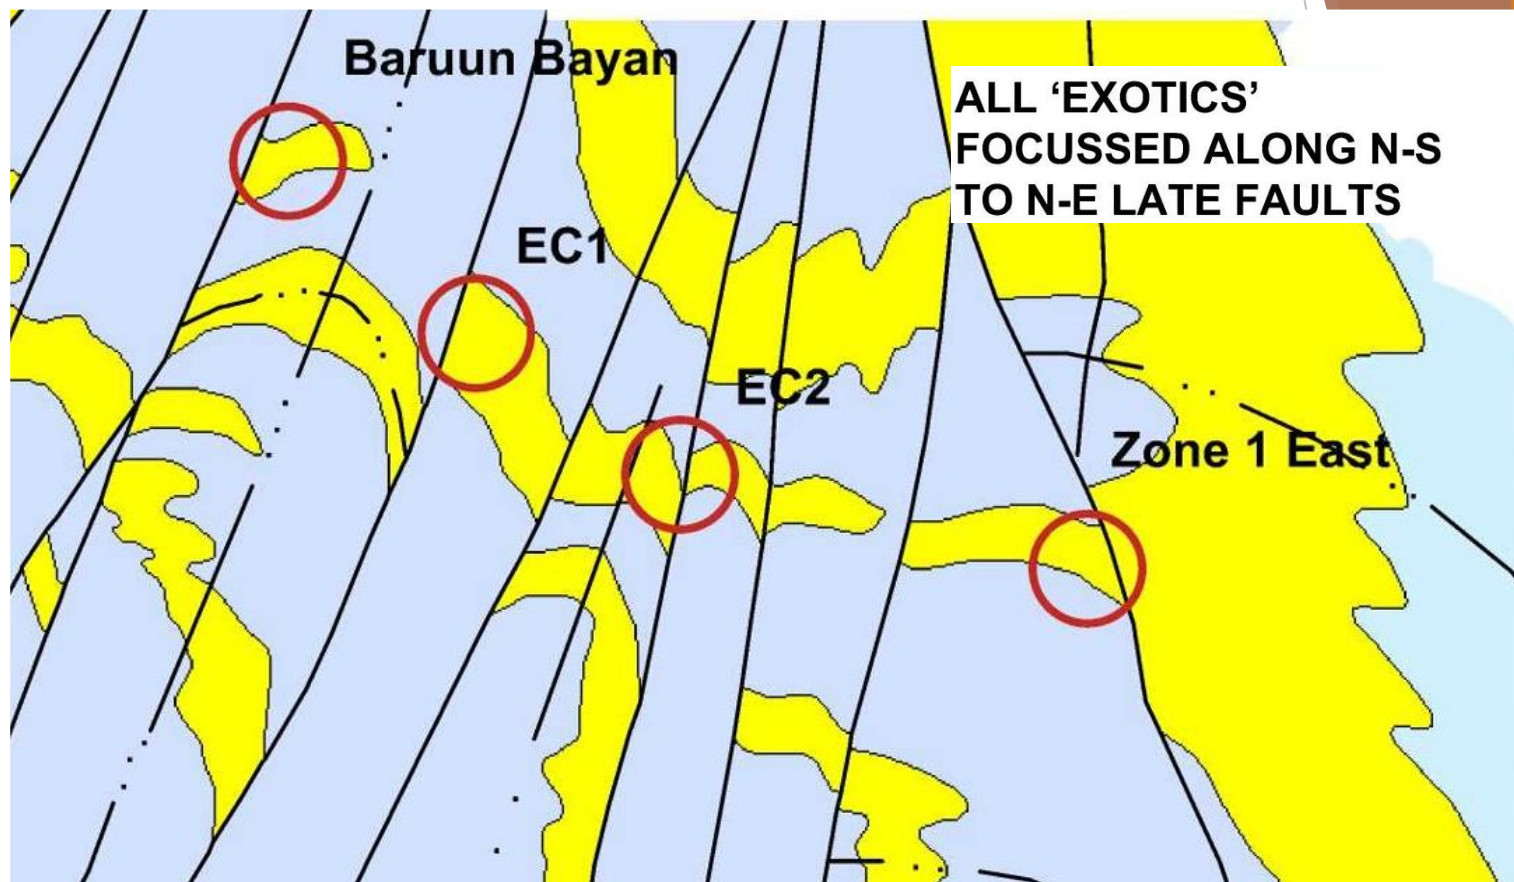 Baruun Bayan
ALL ‘EXOTICS’
FOCUSSED ALONG N-S
TO N-E LATE FAULTS
EC1
EC2
Zone 1 East